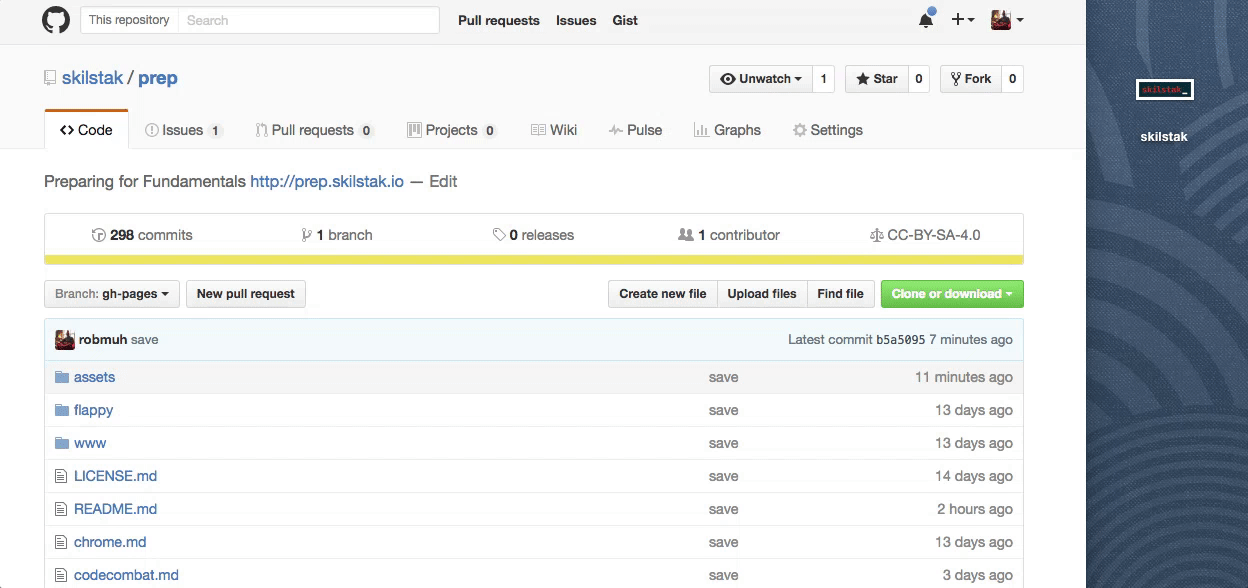 This repository Search Pull requests Issues Gist
skilstak / prep Unwatch 1 Star 0 Fork 0
skilstak_
skilstak
Code Issues 1 Pull requests 0 Projects 0 Wiki Pulse Graphs Settings
Preparing for Fundamentals http://prep.skilstak.io — Edit
298 commits 1 branch 0 releases 1 contributor CC-BY-SA-4.0
Branch: gh-pages New pull request Create new file Upload files Find file Clone or download
robmuh save Latest commit b5a5095 7 minutes ago
assets save 11 minutes ago
flappy save 13 days ago
www save 13 days ago
LICENSE.md save 14 days ago
README.md save 2 hours ago
chrome.md save 13 days ago
codecombat.md save 3 days ago